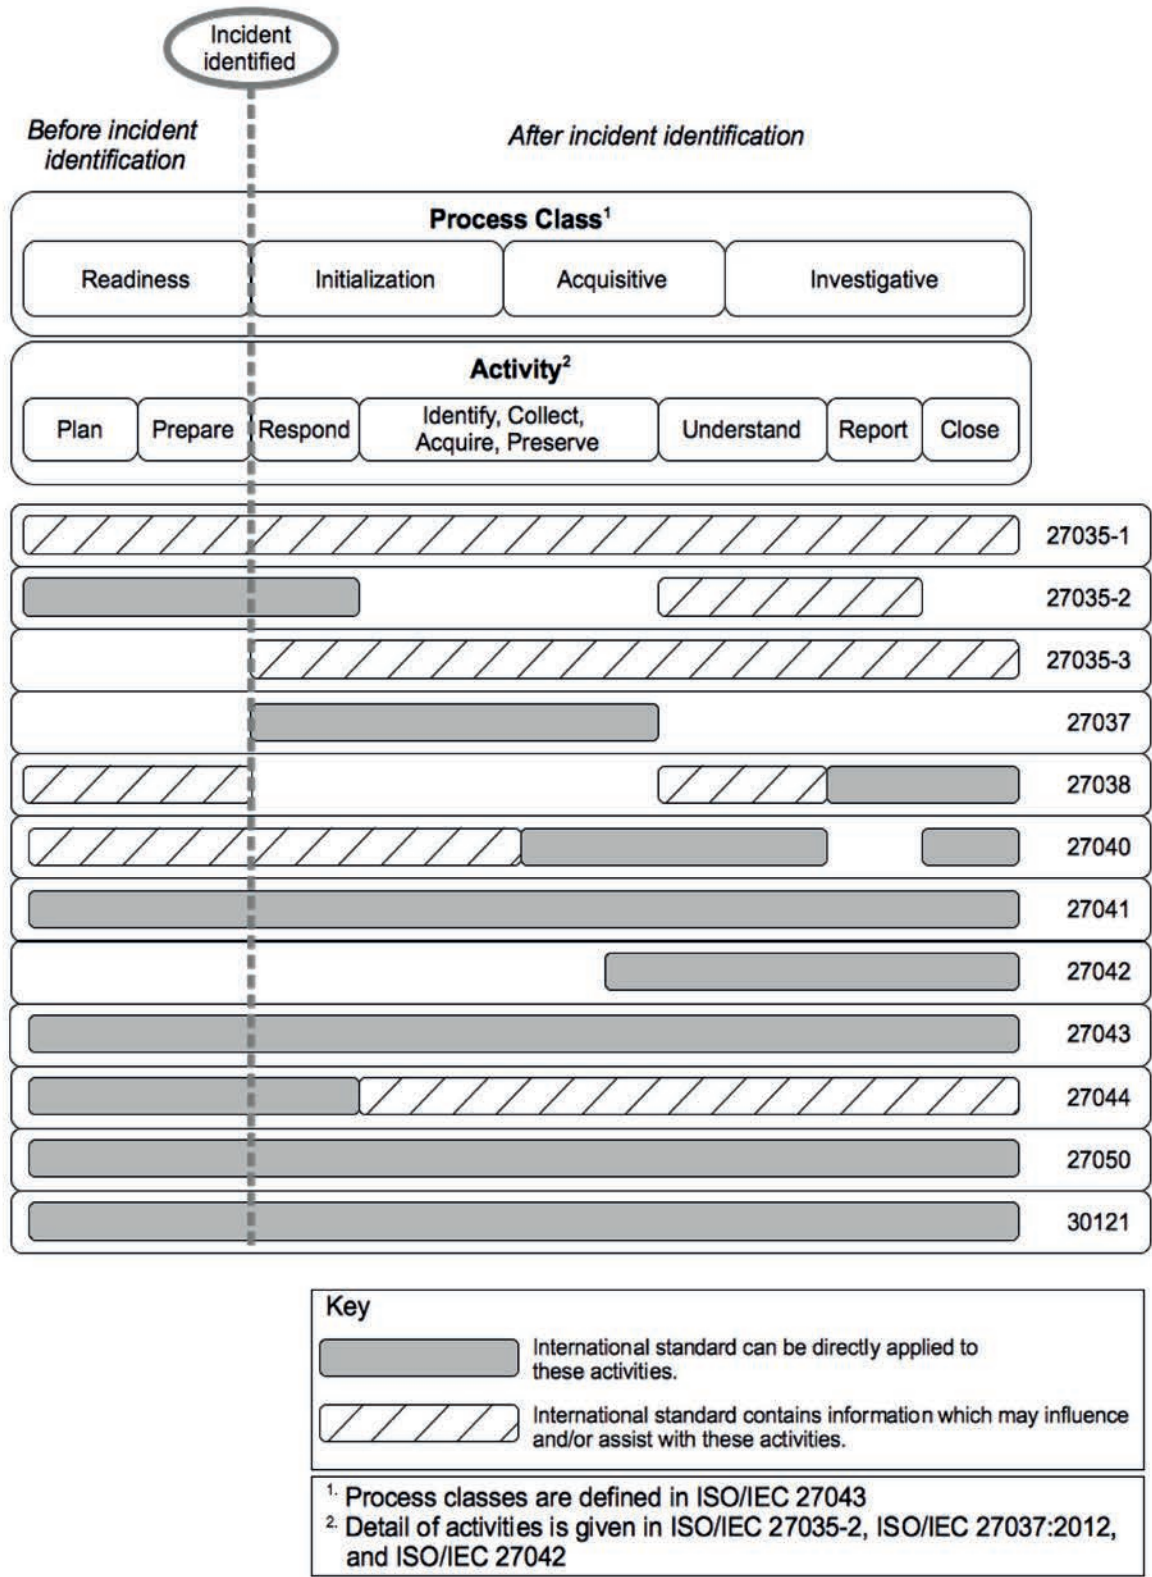 Incident
identified
Before incident
identification
After incident identification
Process Class¹
Readiness
Initialization
Acquisitive
Investigative
Activity²
Plan
Prepare
Respond
Identify, Collect,
Acquire, Preserve
Understand
Report
Close
27035-1
27035-2
27035-3
27037
27038
27040
27041
27042
27043
27044
27050
30121
Key
International standard can be directly applied to
these activities.
International standard contains information which may influence
and/or assist with these activities.
1. Process classes are defined in ISO/IEC 27043
2. Detail of activities is given in ISO/IEC 27035-2, ISO/IEC 27037:2012,
and ISO/IEC 27042